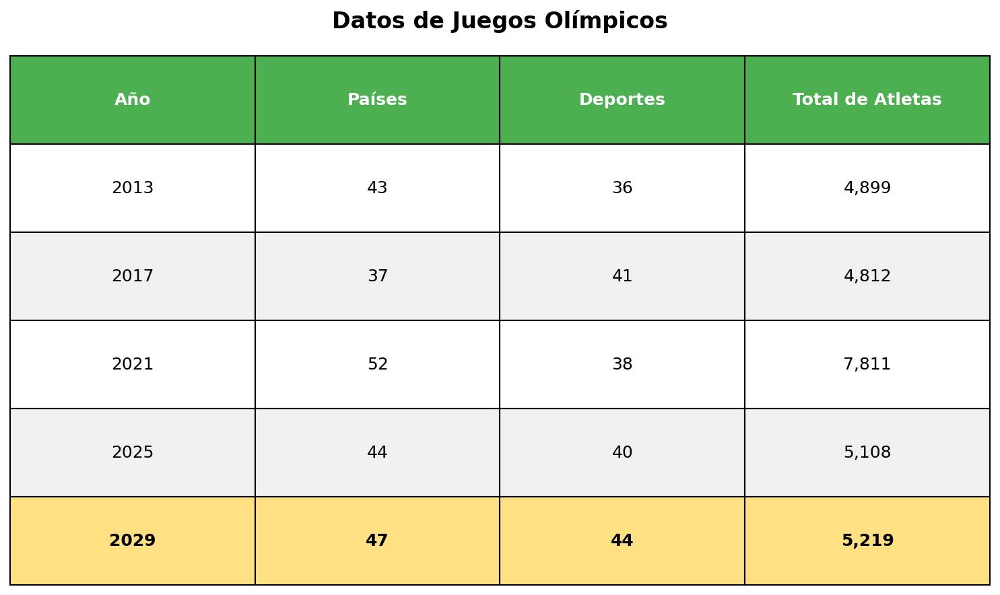 Datos de Juegos Olímpicos
Año Países Deportes Total de Atletas
2013 43 36 4,899
2017 37 41 4,812
2021 52 38 7,811
2025 44 40 5,108
2029 47 44 5,219